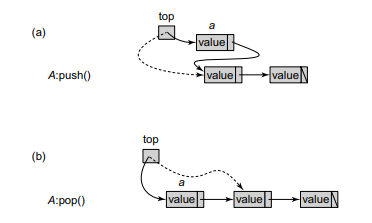 top
a
(a)
value
A:push()
value value
top
(b)
a
A:pop()
value value value